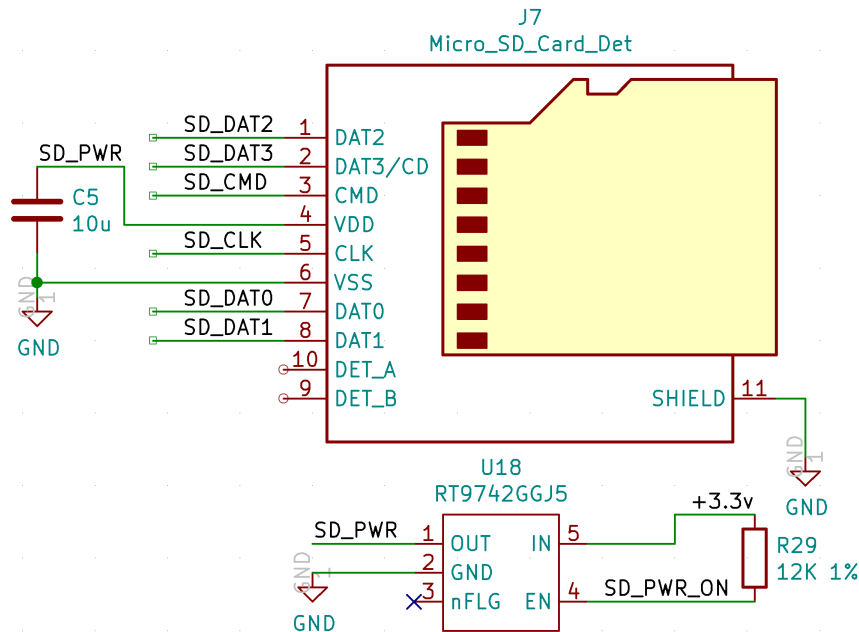 J7
Micro_SD_Card_Det
SD_DAT2 1 DAT2
SD_DAT3 2 DAT3/CD
SD_PWR
SD_CMD 3 CMD
C5
10u
4 VDD
SD_CLK 5 CLK
6 VSS
GND 1
SD_DAT0 7 DAT0
SD_DAT1 8 DAT1
GND
10 DET_A
9 DET_B
SHIELD 11
GND 1
GND
U18
RT9742GGJ5
+3.3v
SD_PWR 1 OUT IN 5
R29
12K 1%
GND 1
2 GND
3 nFLG EN 4 SD_PWR_ON
GND